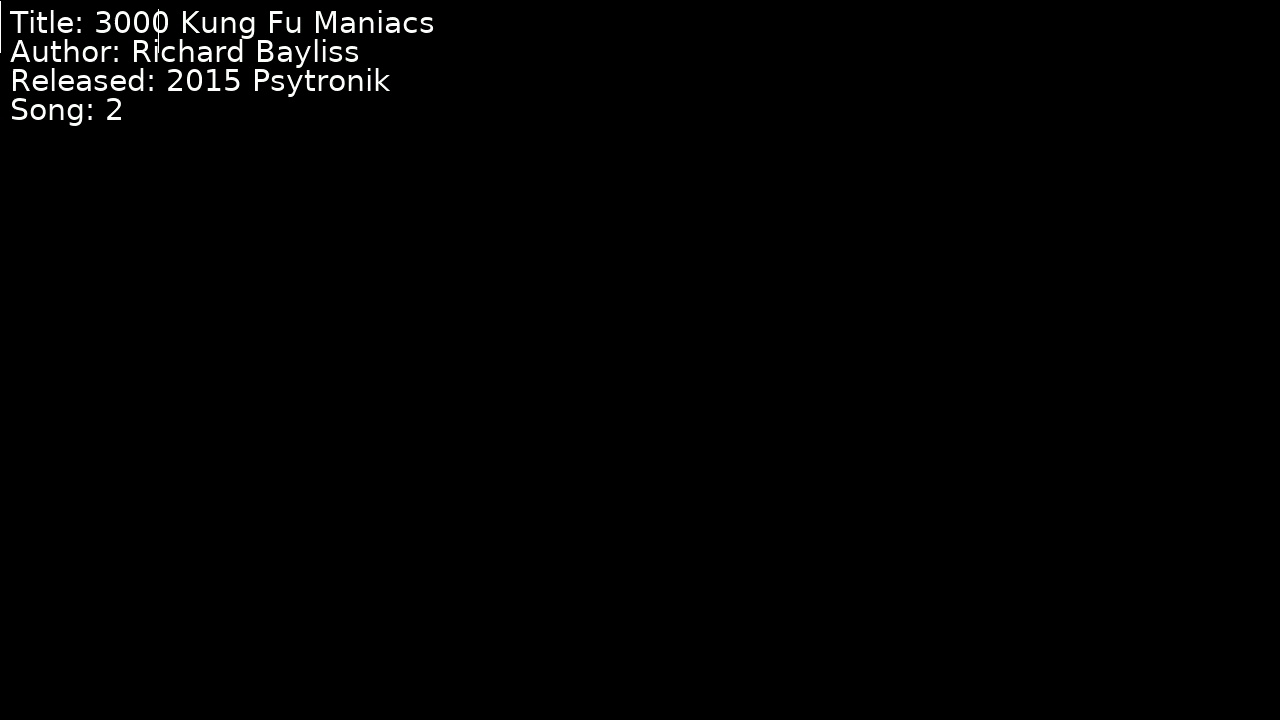 Title: 3000 Kung Fu Maniacs
Author: Richard Bayliss
Released: 2015 Psytronik
Song: 2